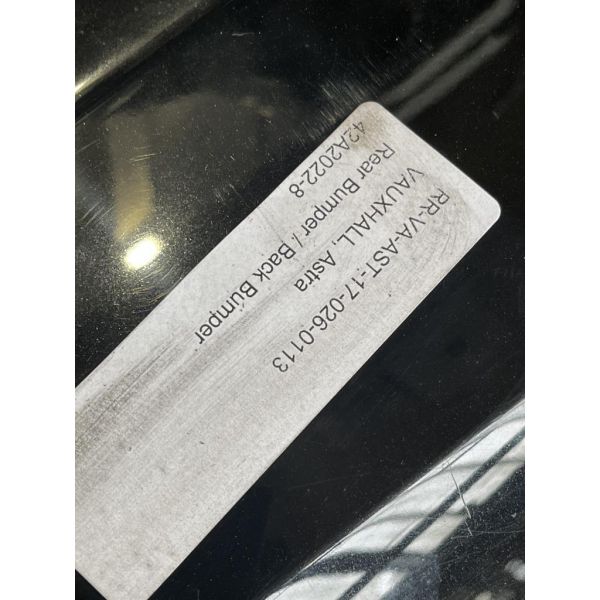 RR-VA-AST-17-026-0113
VAUXHALL, Astra
Rear Bumper / Back Bumper
42A2022-8